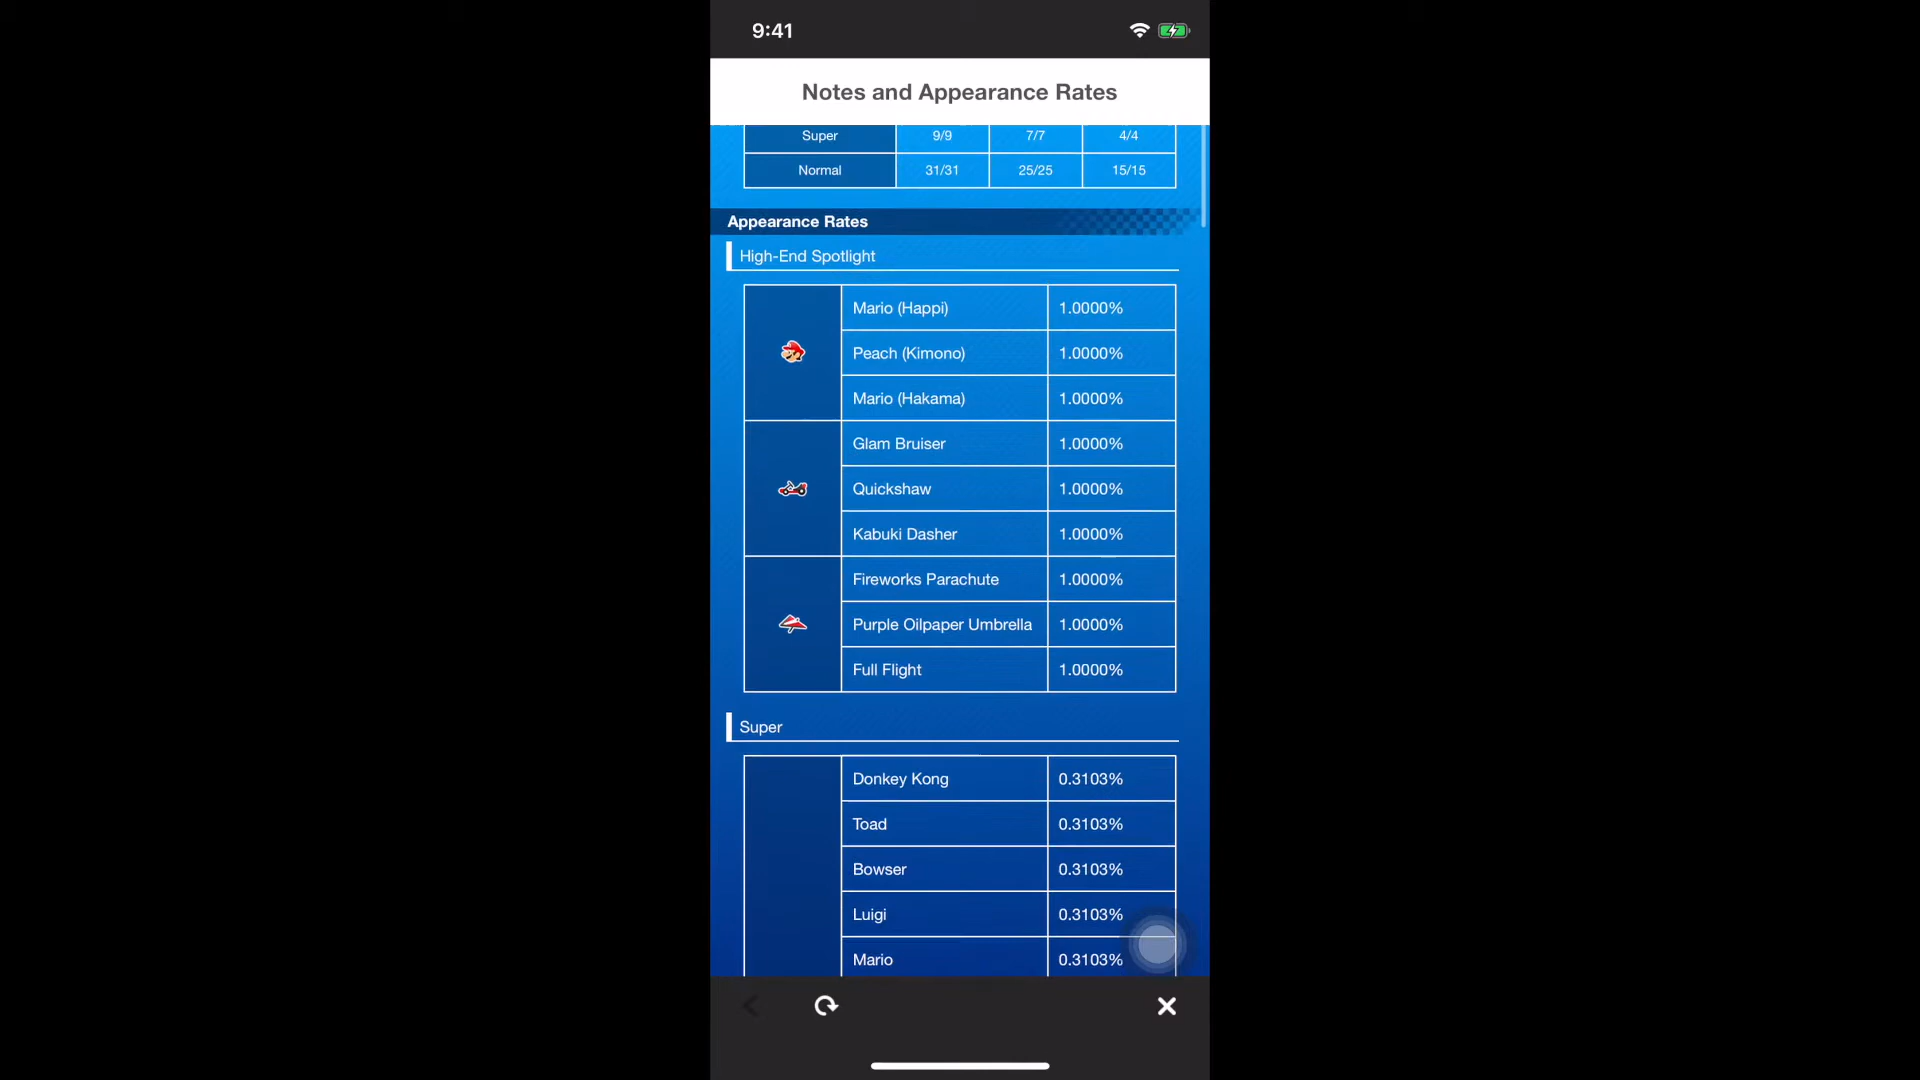 9:41
Notes and Appearance Rates
Super 9/9 7/7 4/4
Normal 31/31 25/25 15/15
Appearance Rates
High-End Spotlight
Mario (Happi) 1.0000%
Peach (Kimono) 1.0000%
Mario (Hakama) 1.0000%
Glam Bruiser 1.0000%
Quickshaw 1.0000%
Kabuki Dasher 1.0000%
Fireworks Parachute 1.0000%
Purple Oilpaper Umbrella 1.0000%
Full Flight 1.0000%
Super
Donkey Kong 0.3103%
Toad 0.3103%
Bowser 0.3103%
Luigi 0.3103%
Mario 0.3103%